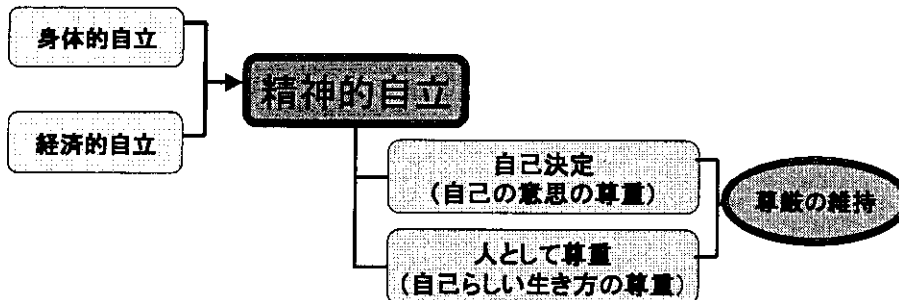 身体的自立
経済的自立
精神的自立
自己決定
(自己の意思の尊重)
人として尊重
(自己らしい生き方の尊重)
尊厳の維持